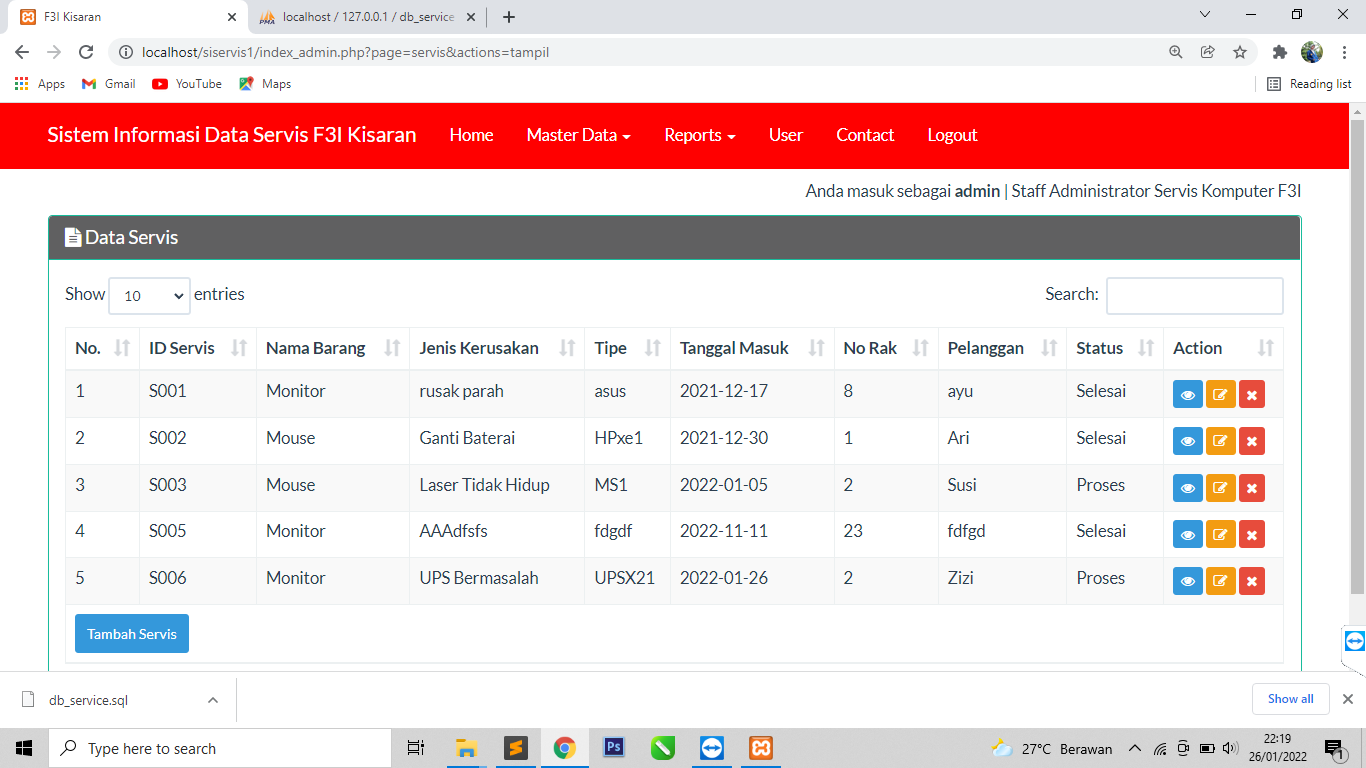 F3I Kisaran
localhost / 127.0.0.1 / db_service
localhost/siservis1/index_admin.php?page=servis&actions=tampil
Apps Gmail YouTube Maps Reading list
Sistem Informasi Data Servis F3I Kisaran Home Master Data Reports User Contact Logout
Anda masuk sebagai admin | Staff Administrator Servis Komputer F3I
Data Servis
Show 10 entries Search:
No. ID Servis Nama Barang Jenis Kerusakan Tipe Tanggal Masuk No Rak Pelanggan Status Action
1 S001 Monitor rusak parah asus 2021-12-17 8 ayu Selesai
2 S002 Mouse Ganti Baterai HPxe1 2021-12-30 1 Ari Selesai
3 S003 Mouse Laser Tidak Hidup MS1 2022-01-05 2 Susi Proses
4 S005 Monitor AAAdfsfs fdgdf 2022-11-11 23 fdfgd Selesai
5 S006 Monitor UPS Bermasalah UPSX21 2022-01-26 2 Zizi Proses
Tambah Servis
db_service.sql Show all
Type here to search Ps 27°C Berawan 22:19
26/01/2022 1